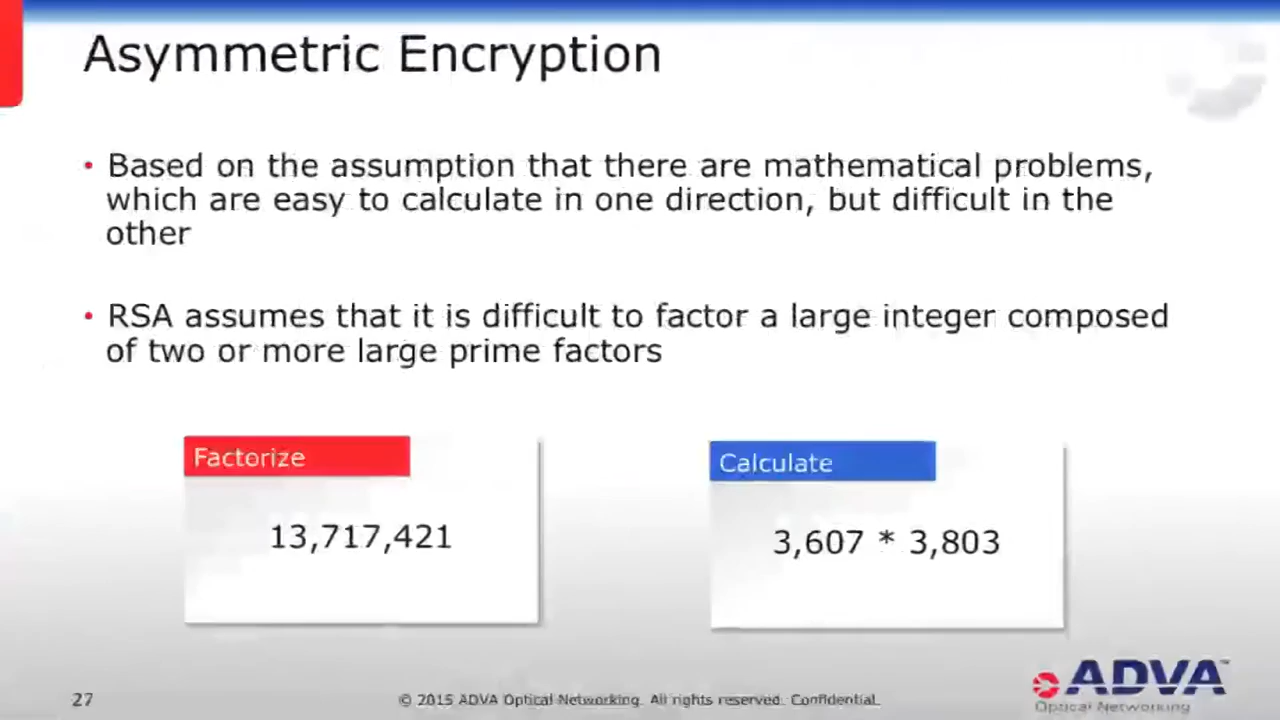 Asymmetric Encryption
• Based on the assumption that there are mathematical problems,
which are easy to calculate in one direction, but difficult in the
other
• RSA assumes that it is difficult to factor a large integer composed
of two or more large prime factors
Factorize
13,717,421
Calculate
3,607 * 3,803
27
© 2015 ADVA Optical Networking. All rights reserved. Confidential.
ADVA™
Optical Networking